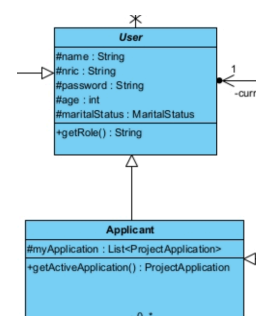 User
#name : String
#nric : String
#password : String
#age : int
#maritalStatus : MaritalStatus
+getRole() : String
1
-curr
Applicant
#myApplication : List<ProjectApplication>
+getActiveApplication() : ProjectApplication
0..*